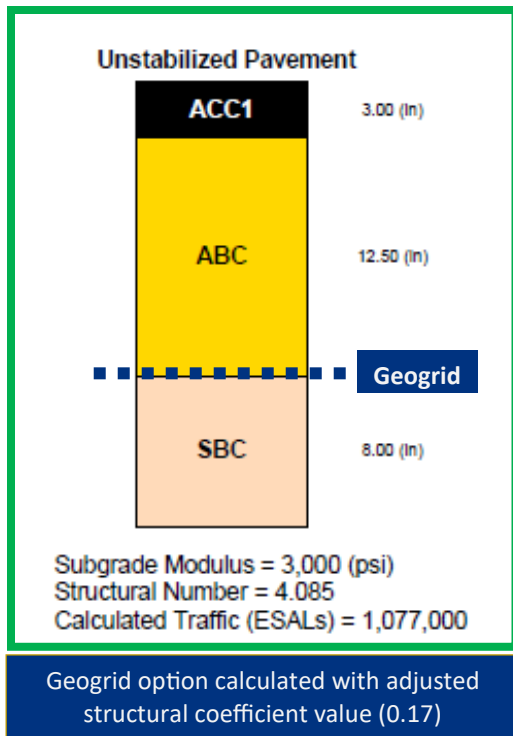 Unstabilized Pavement
ACC1 3.00 (in)
ABC 12.50 (in)
Geogrid
SBC 8.00 (in)
Subgrade Modulus = 3,000 (psi)
Structural Number = 4.085
Calculated Traffic (ESALs) = 1,077,000
Geogrid option calculated with adjusted
structural coefficient value (0.17)